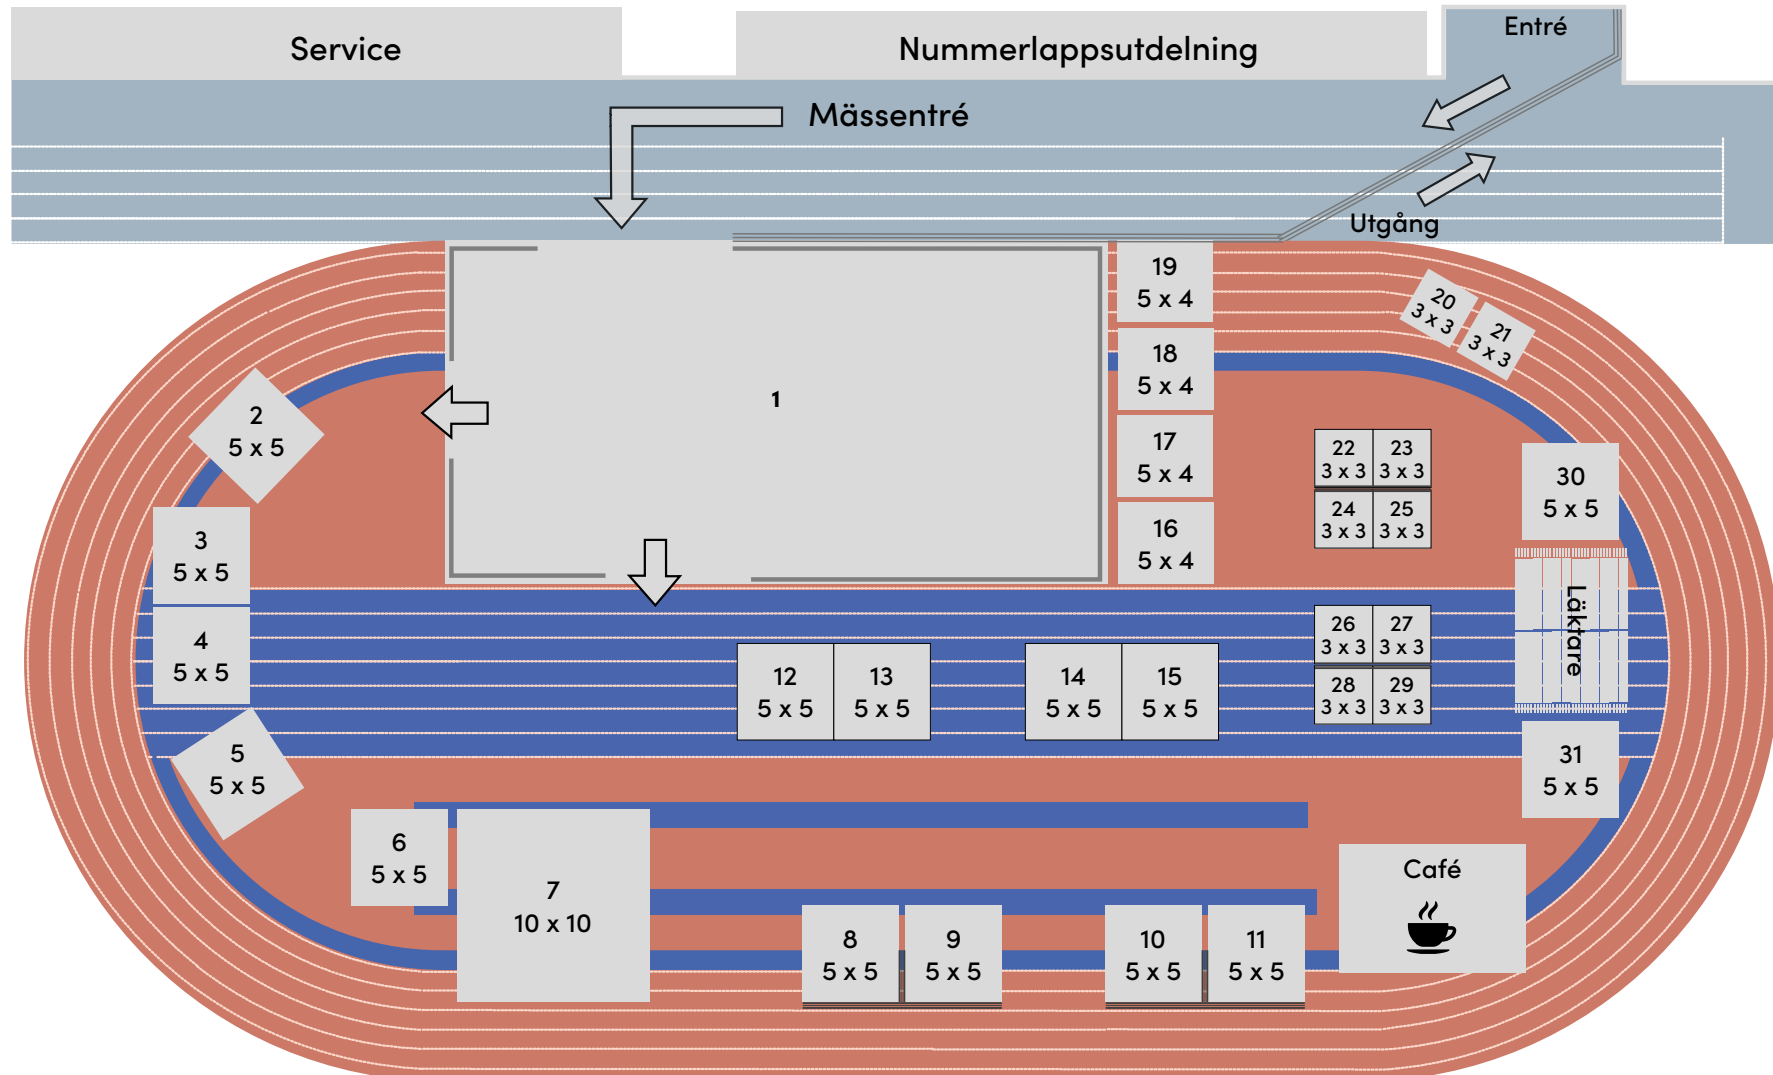 Service
Nummerlappsutdelning
Entré
Mässentré
Utgång
1
2
5 x 5
3
5 x 5
4
5 x 5
5
5 x 5
6
5 x 5
7
10 x 10
8
5 x 5
9
5 x 5
10
5 x 5
11
5 x 5
12
5 x 5
13
5 x 5
14
5 x 5
15
5 x 5
16
5 x 4
17
5 x 4
18
5 x 4
19
5 x 4
20
3 x 3
21
3 x 3
22
3 x 3
23
3 x 3
24
3 x 3
25
3 x 3
26
3 x 3
27
3 x 3
28
3 x 3
29
3 x 3
30
5 x 5
Läktare
31
5 x 5
Café